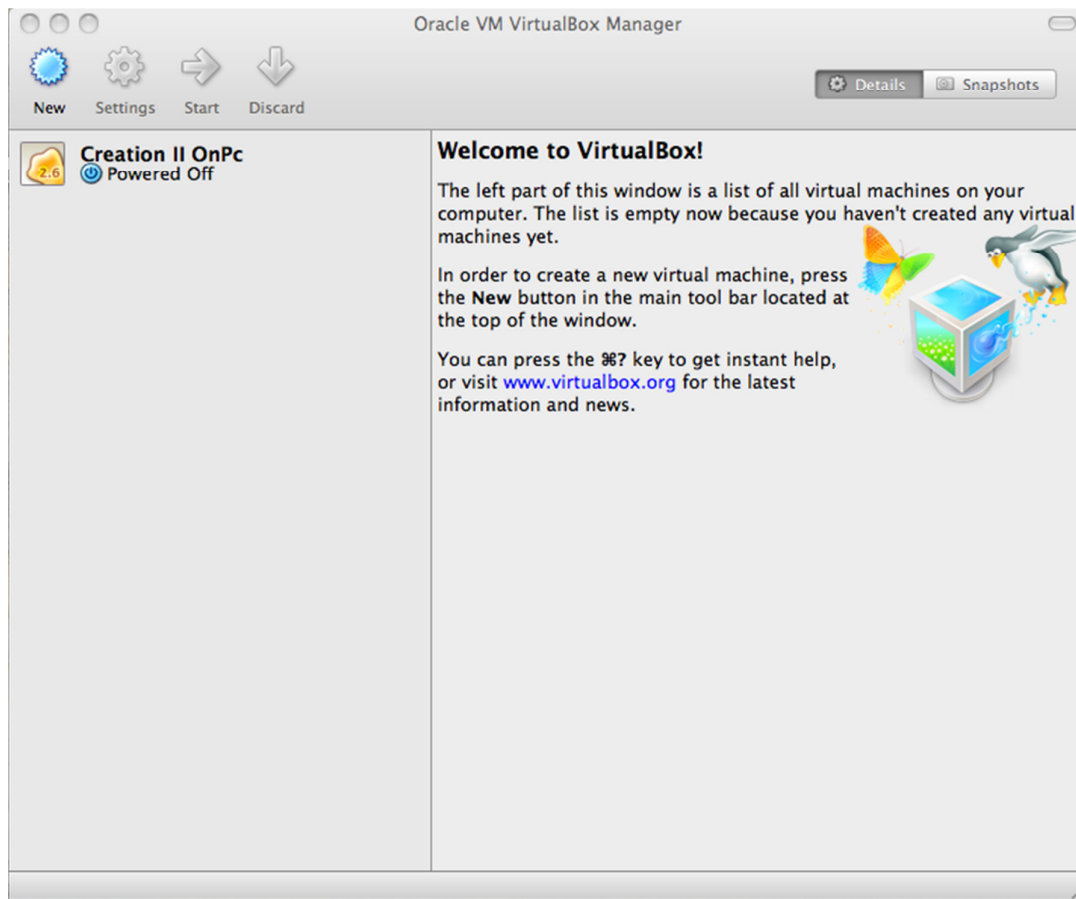 Oracle VM VirtualBox Manager
New Settings Start Discard
Details Snapshots
2.6
Creation II OnPc
Powered Off
Welcome to VirtualBox!
The left part of this window is a list of all virtual machines on your
computer. The list is empty now because you haven't created any virtual
machines yet.
In order to create a new virtual machine, press
the New button in the main tool bar located at
the top of the window.
You can press the ⌘? key to get instant help,
or visit www.virtualbox.org for the latest
information and news.